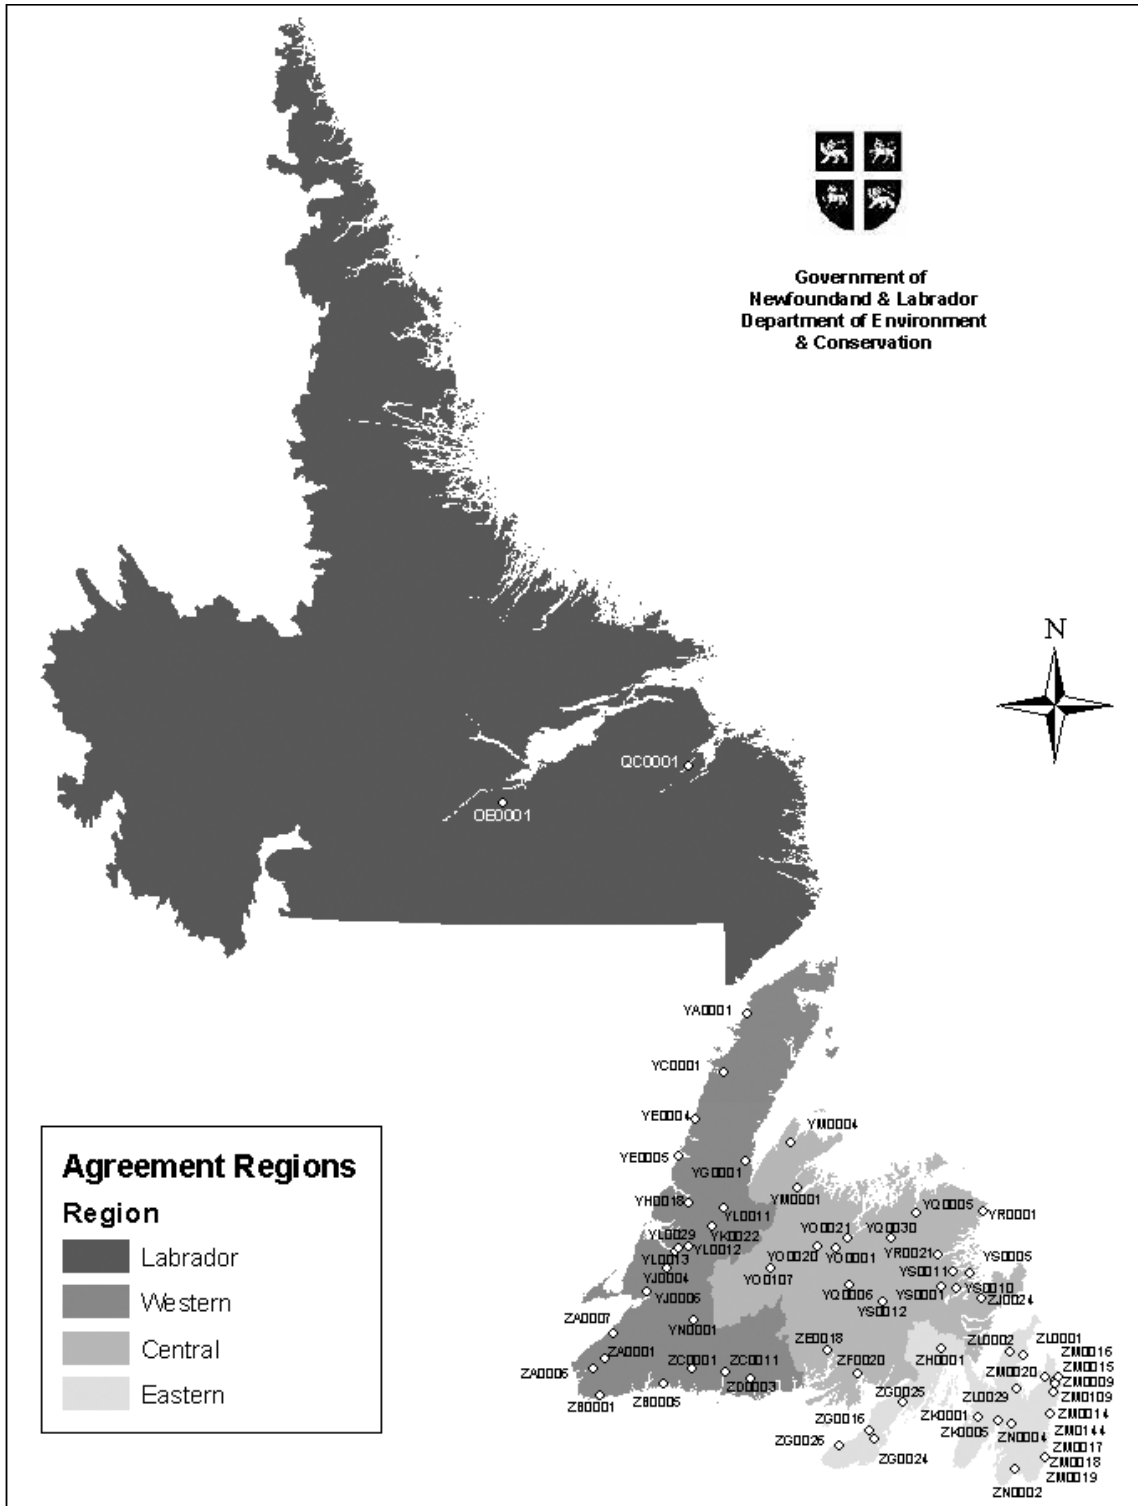 Government of
Newfoundland & Labrador
Department of Environment
& Conservation
N
QC0001
OE0001
YA0001
YC0001
YE0004
YM0004
YE0005
YG0001
YH0018
YM0001
YQ0005
YR0001
YL0011
YO0021
YQ0030
YK0022
YL0029
YL0012
YO0020
YO0001
YR0021
YS0005
YL0013
YS0011
YJ0004
YO0107
YQ0006
YS0001
YS0010
YJ0006
YS0012
ZJ0024
ZA0007
YN0001
ZE0018
ZH0001
ZL0002
ZL0001
ZM0016
ZA0001
ZC0001
ZC0011
ZF0020
ZM0020
ZM0015
ZA0006
ZD0003
ZM0009
ZB0001
ZB0005
ZG0025
ZL0029
ZM0109
ZG0016
ZK0001
ZM0014
ZK0005
ZN0004
ZM0144
ZG0026
ZG0024
ZM0017
ZM0018
ZM0019
ZN0002
Agreement Regions
Region
Labrador
Western
Central
Eastern